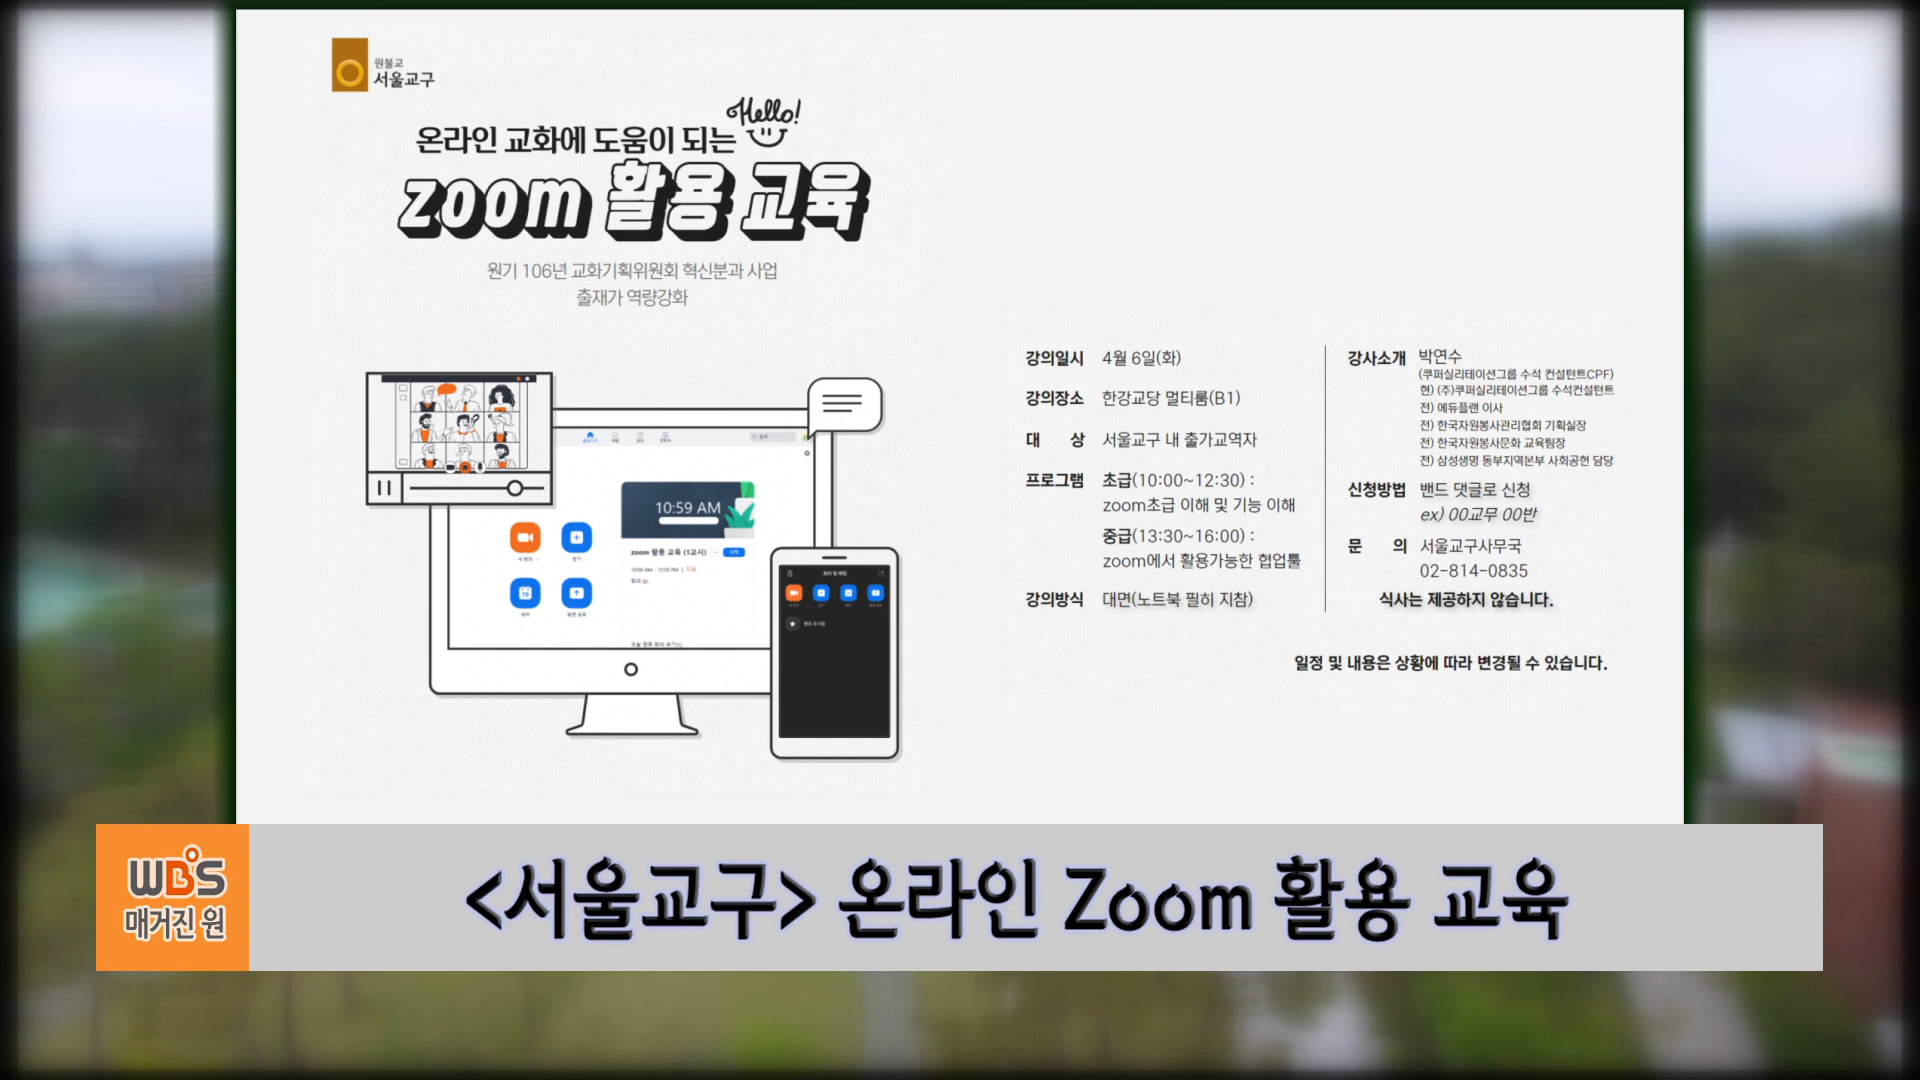 원불교
서울교구
Hello!
온라인 교화에 도움이 되는
zoom 활용 교육
원기 106년 교화기획위원회 혁신분과 사업
출재가 역량강화
10:59 AM
zoom 활용 교육 (1교시)
강의일시 4월 6일(화)
강의장소 한강교당 멀티룸(B1)
대 상 서울교구 내 출가교역자
프로그램 초급(10:00~12:30) :
zoom초급 이해 및 기능 이해
중급(13:30~16:00) :
zoom에서 활용가능한 협업툴
강의방식 대면(노트북 필히 지참)
강사소개 박연수
(쿠퍼실리테이션그룹 수석 컨설턴트CPF)
현) (주)쿠퍼실리테이션그룹 수석컨설턴트
전) 에듀플랜 이사
전) 한국자원봉사관리협회 기획실장
전) 한국자원봉사문화 교육팀장
전) 삼성생명 동부지역본부 사회공헌 담당
신청방법 밴드 댓글로 신청
ex) 00교무 00반
문 의 서울교구사무국
02-814-0835
식사는 제공하지 않습니다.
일정 및 내용은 상황에 따라 변경될 수 있습니다.
WBS
매거진 원
<서울교구> 온라인 Zoom 활용 교육